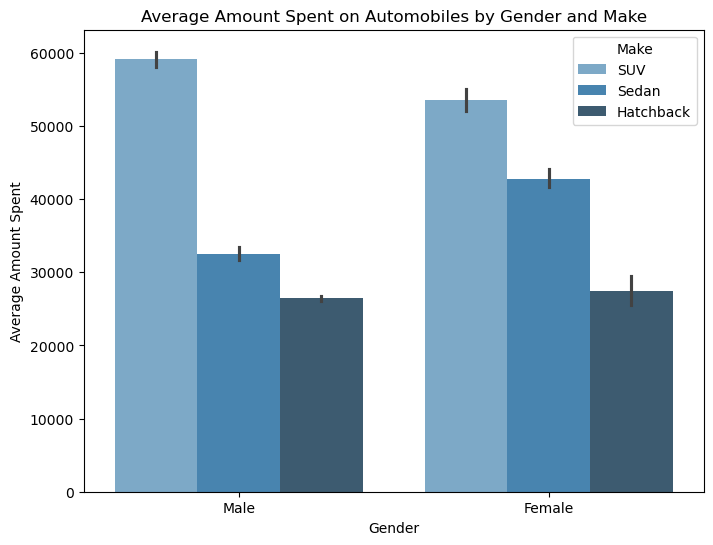 Average Amount Spent on Automobiles by Gender and Make
Make
SUV
Sedan
Hatchback
Average Amount Spent
60000
50000
40000
30000
20000
10000
0
Male
Female
Gender